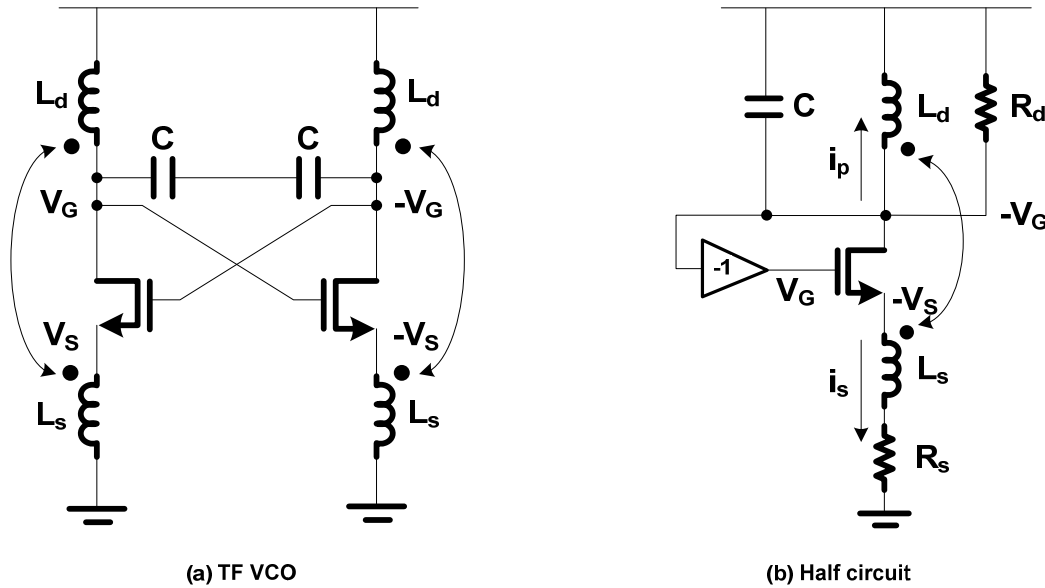 Ld
Ld
C
C
VG
-VG
VS
-VS
Ls
Ls
(a) TF VCO
C
Ld
Rd
ip
-VG
-1
VG
-VS
is
Ls
Rs
(b) Half circuit